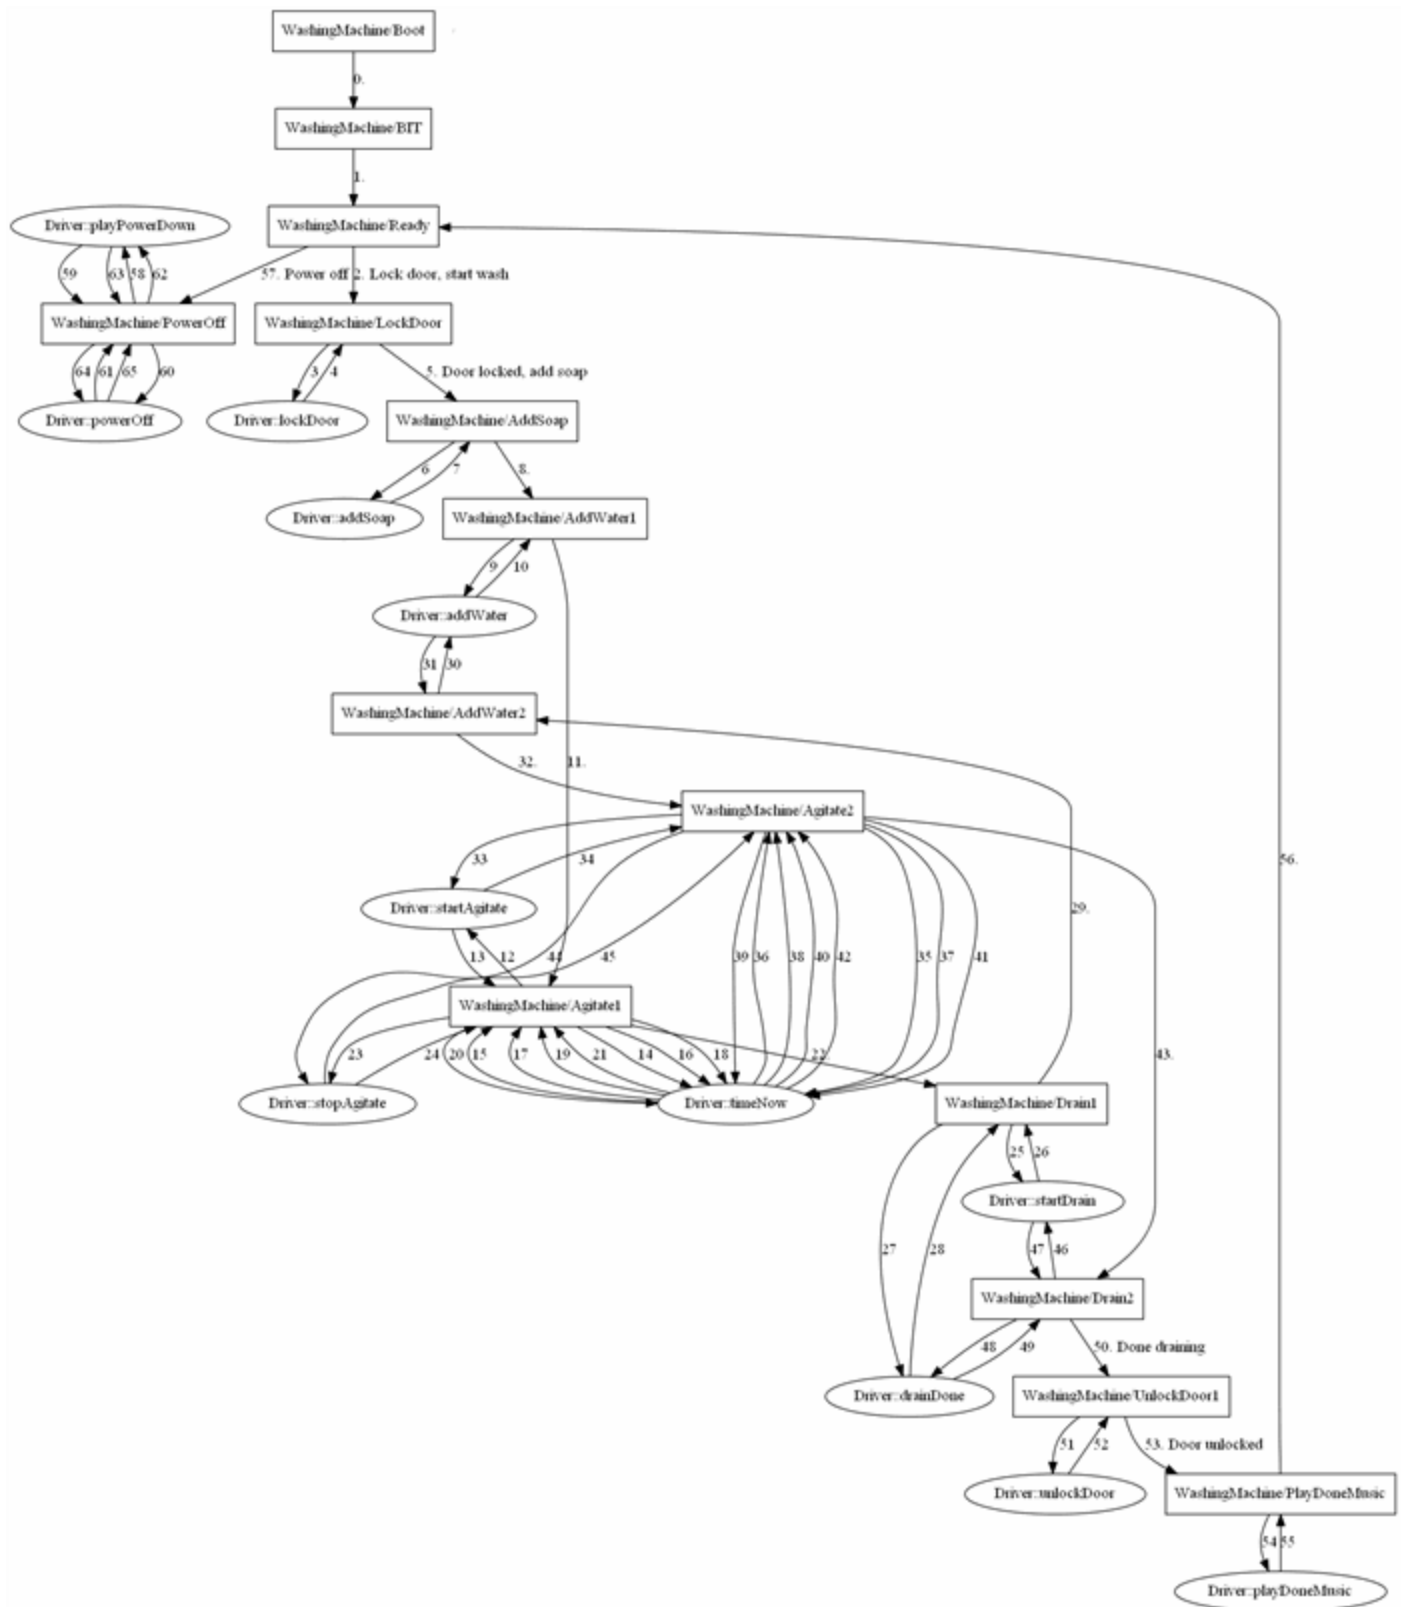 WashingMachine/Boot
0.
WashingMachine/BIT
1.
Driver::playPowerDown
WashingMachine/Ready
59
63
58
62
57. Power off
2. Lock door, start wash
WashingMachine/PowerOff
WashingMachine/LockDoor
64
61
65
60
3
4
5. Door locked, add soap
Driver::powerOff
Driver::lockDoor
WashingMachine/AddSoap
6
7
8.
Driver::addSoap
WashingMachine/AddWater1
9
10
Driver::addWater
31
30
WashingMachine/AddWater2
32.
11.
WashingMachine/Agitate2
33
34
56.
Driver::startAgitate
29.
13
12
44
45
39
36
38
40
42
35
37
41
WashingMachine/Agitate1
23
24
20
15
17
19
21
14
16
18
22.
43.
Driver::stopAgitate
Driver::timeNow
WashingMachine/Drain1
25
26
Driver::startDrain
27
28
47
46
WashingMachine/Drain2
48
49
50. Done draining
Driver::drainDone
WashingMachine/UnlockDoor1
51
52
53. Door unlocked
Driver::unlockDoor
WashingMachine/PlayDoneMusic
54
55
Driver::playDoneMusic